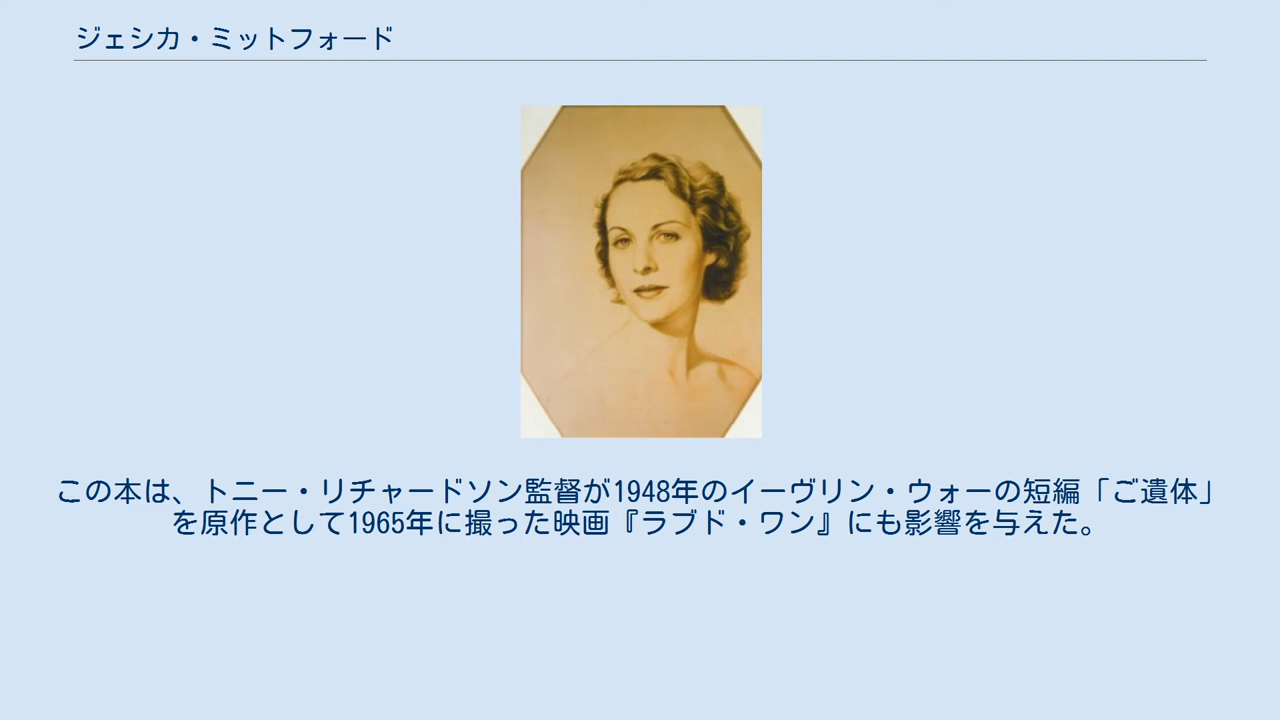 ジェシカ・ミットフォード
この本は、トニー・リチャードソン監督が1948年のイーヴリン・ウォーの短編「ご遺体」
を原作として1965年に撮った映画『ラブド・ワン』にも影響を与えた。